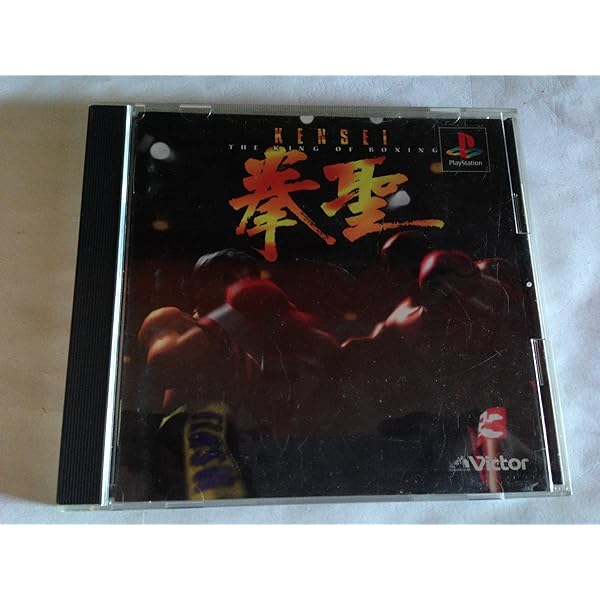 KENSEI
THE KING OF BOXING
拳聖
PlayStation
Victor